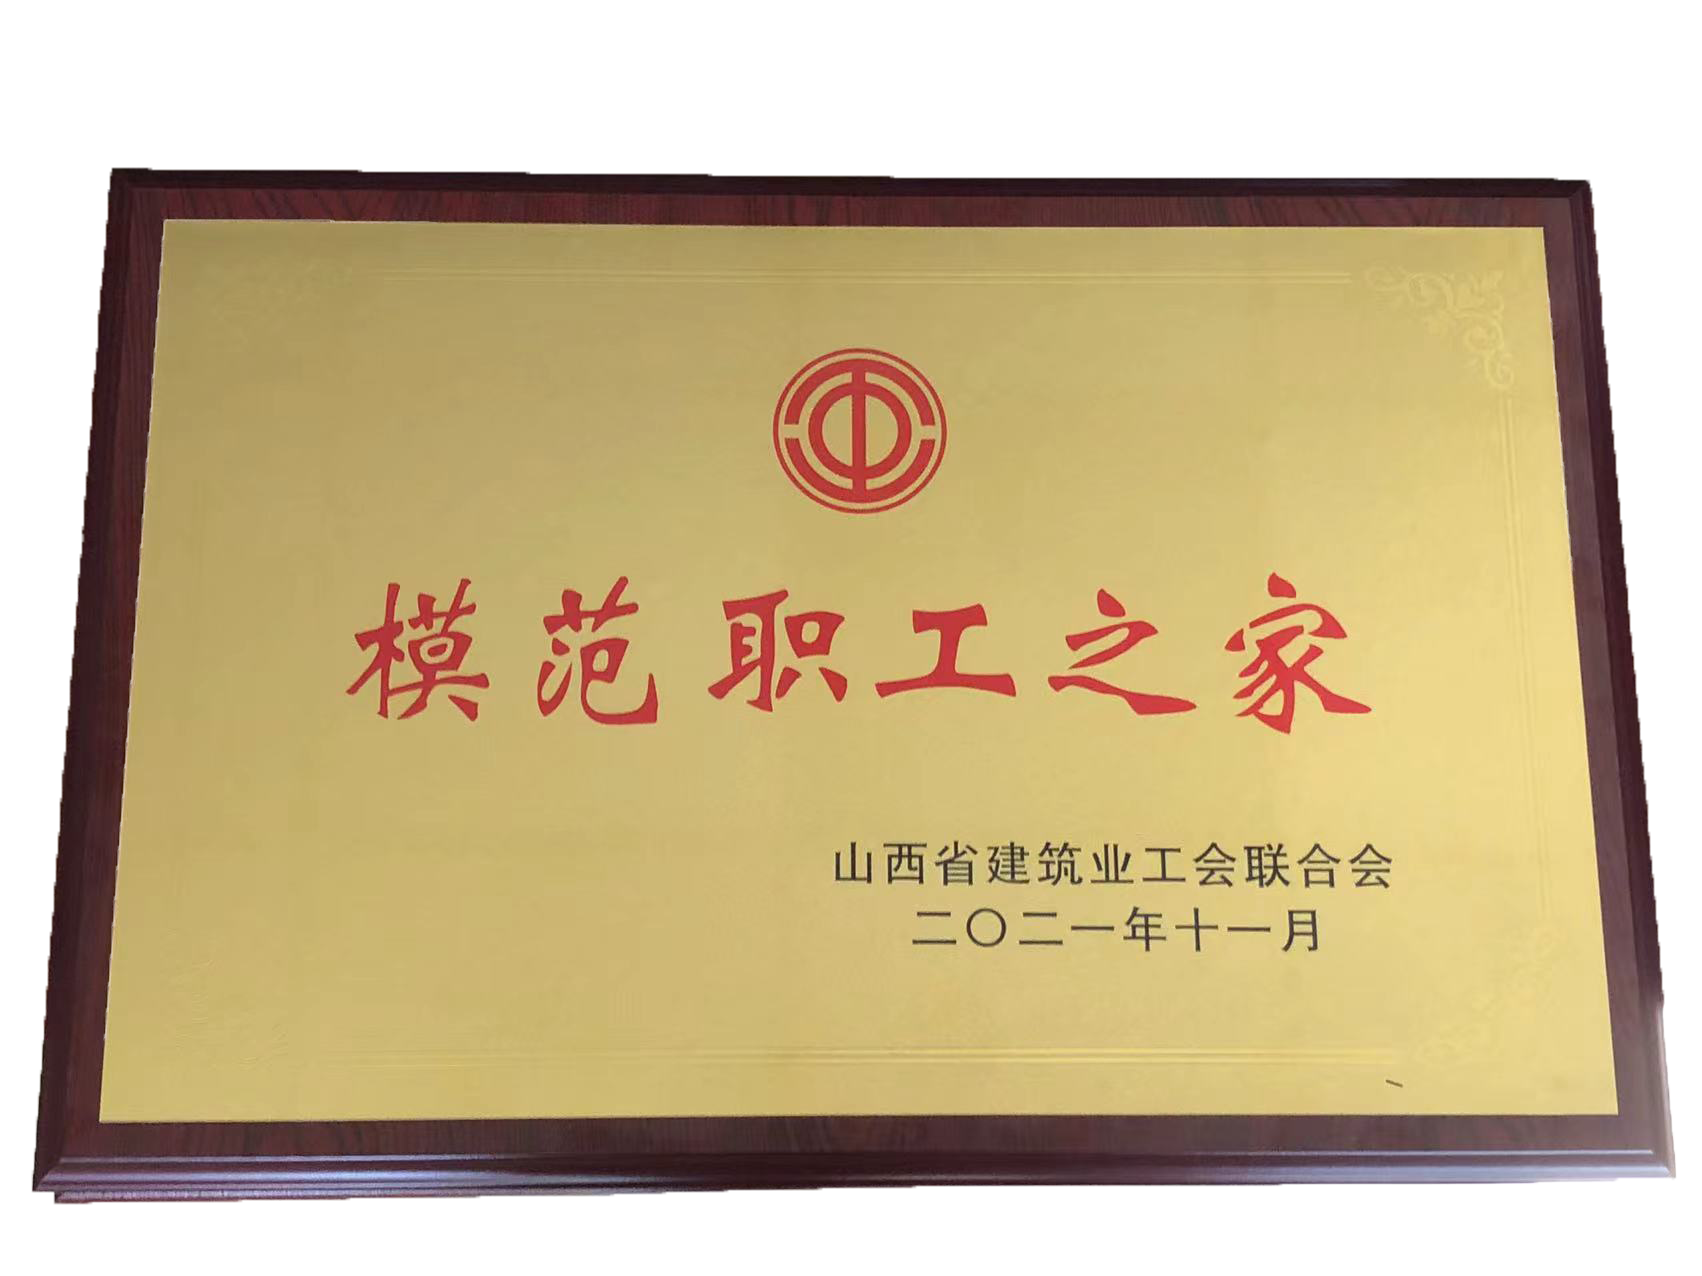 模范职工之家
山西省建筑业工会联合会
二〇二一年十一月